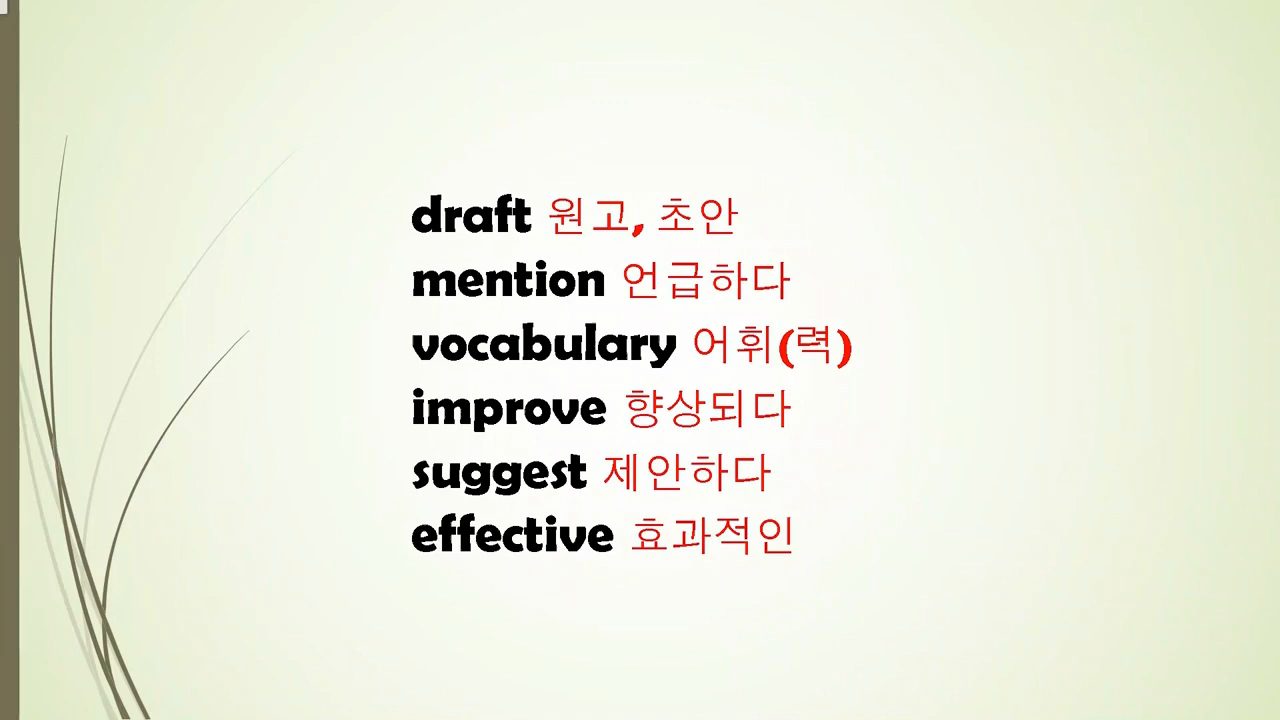 draft 원고, 초안
mention 언급하다
vocabulary 어휘(력)
improve 향상되다
suggest 제안하다
effective 효과적인